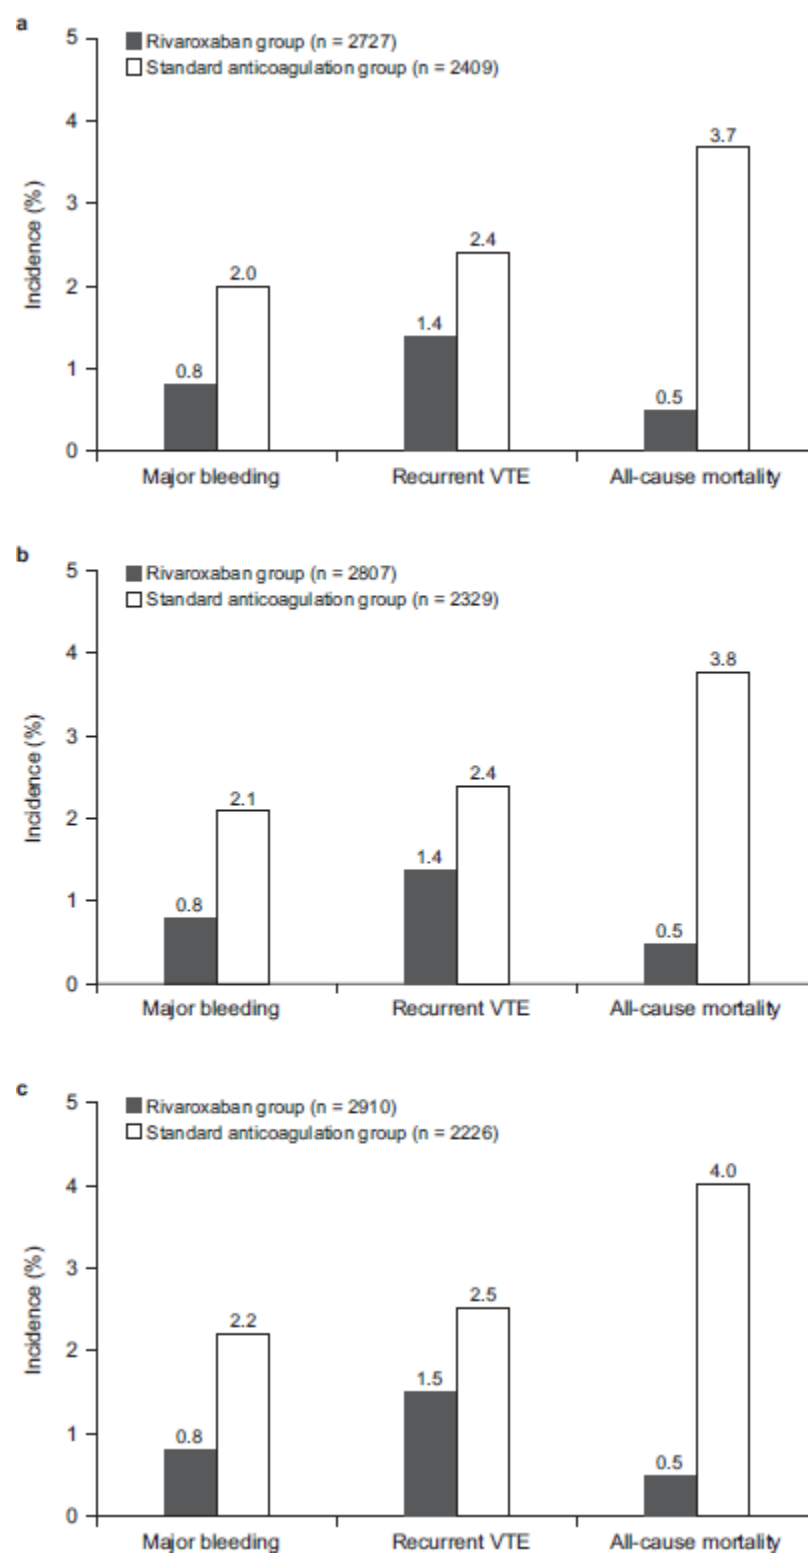 a
5
Rivaroxaban group (n = 2727)
Standard anticoagulation group (n = 2409)
4
3
2
1
0
Incidence (%)
0.8
2.0
1.4
2.4
0.5
3.7
Major bleeding
Recurrent VTE
All-cause mortality
b
5
Rivaroxaban group (n = 2807)
Standard anticoagulation group (n = 2329)
4
3
2
1
0
Incidence (%)
0.8
2.1
1.4
2.4
0.5
3.8
Major bleeding
Recurrent VTE
All-cause mortality
c
5
Rivaroxaban group (n = 2910)
Standard anticoagulation group (n = 2226)
4
3
2
1
0
Incidence (%)
0.8
2.2
1.5
2.5
0.5
4.0
Major bleeding
Recurrent VTE
All-cause mortality